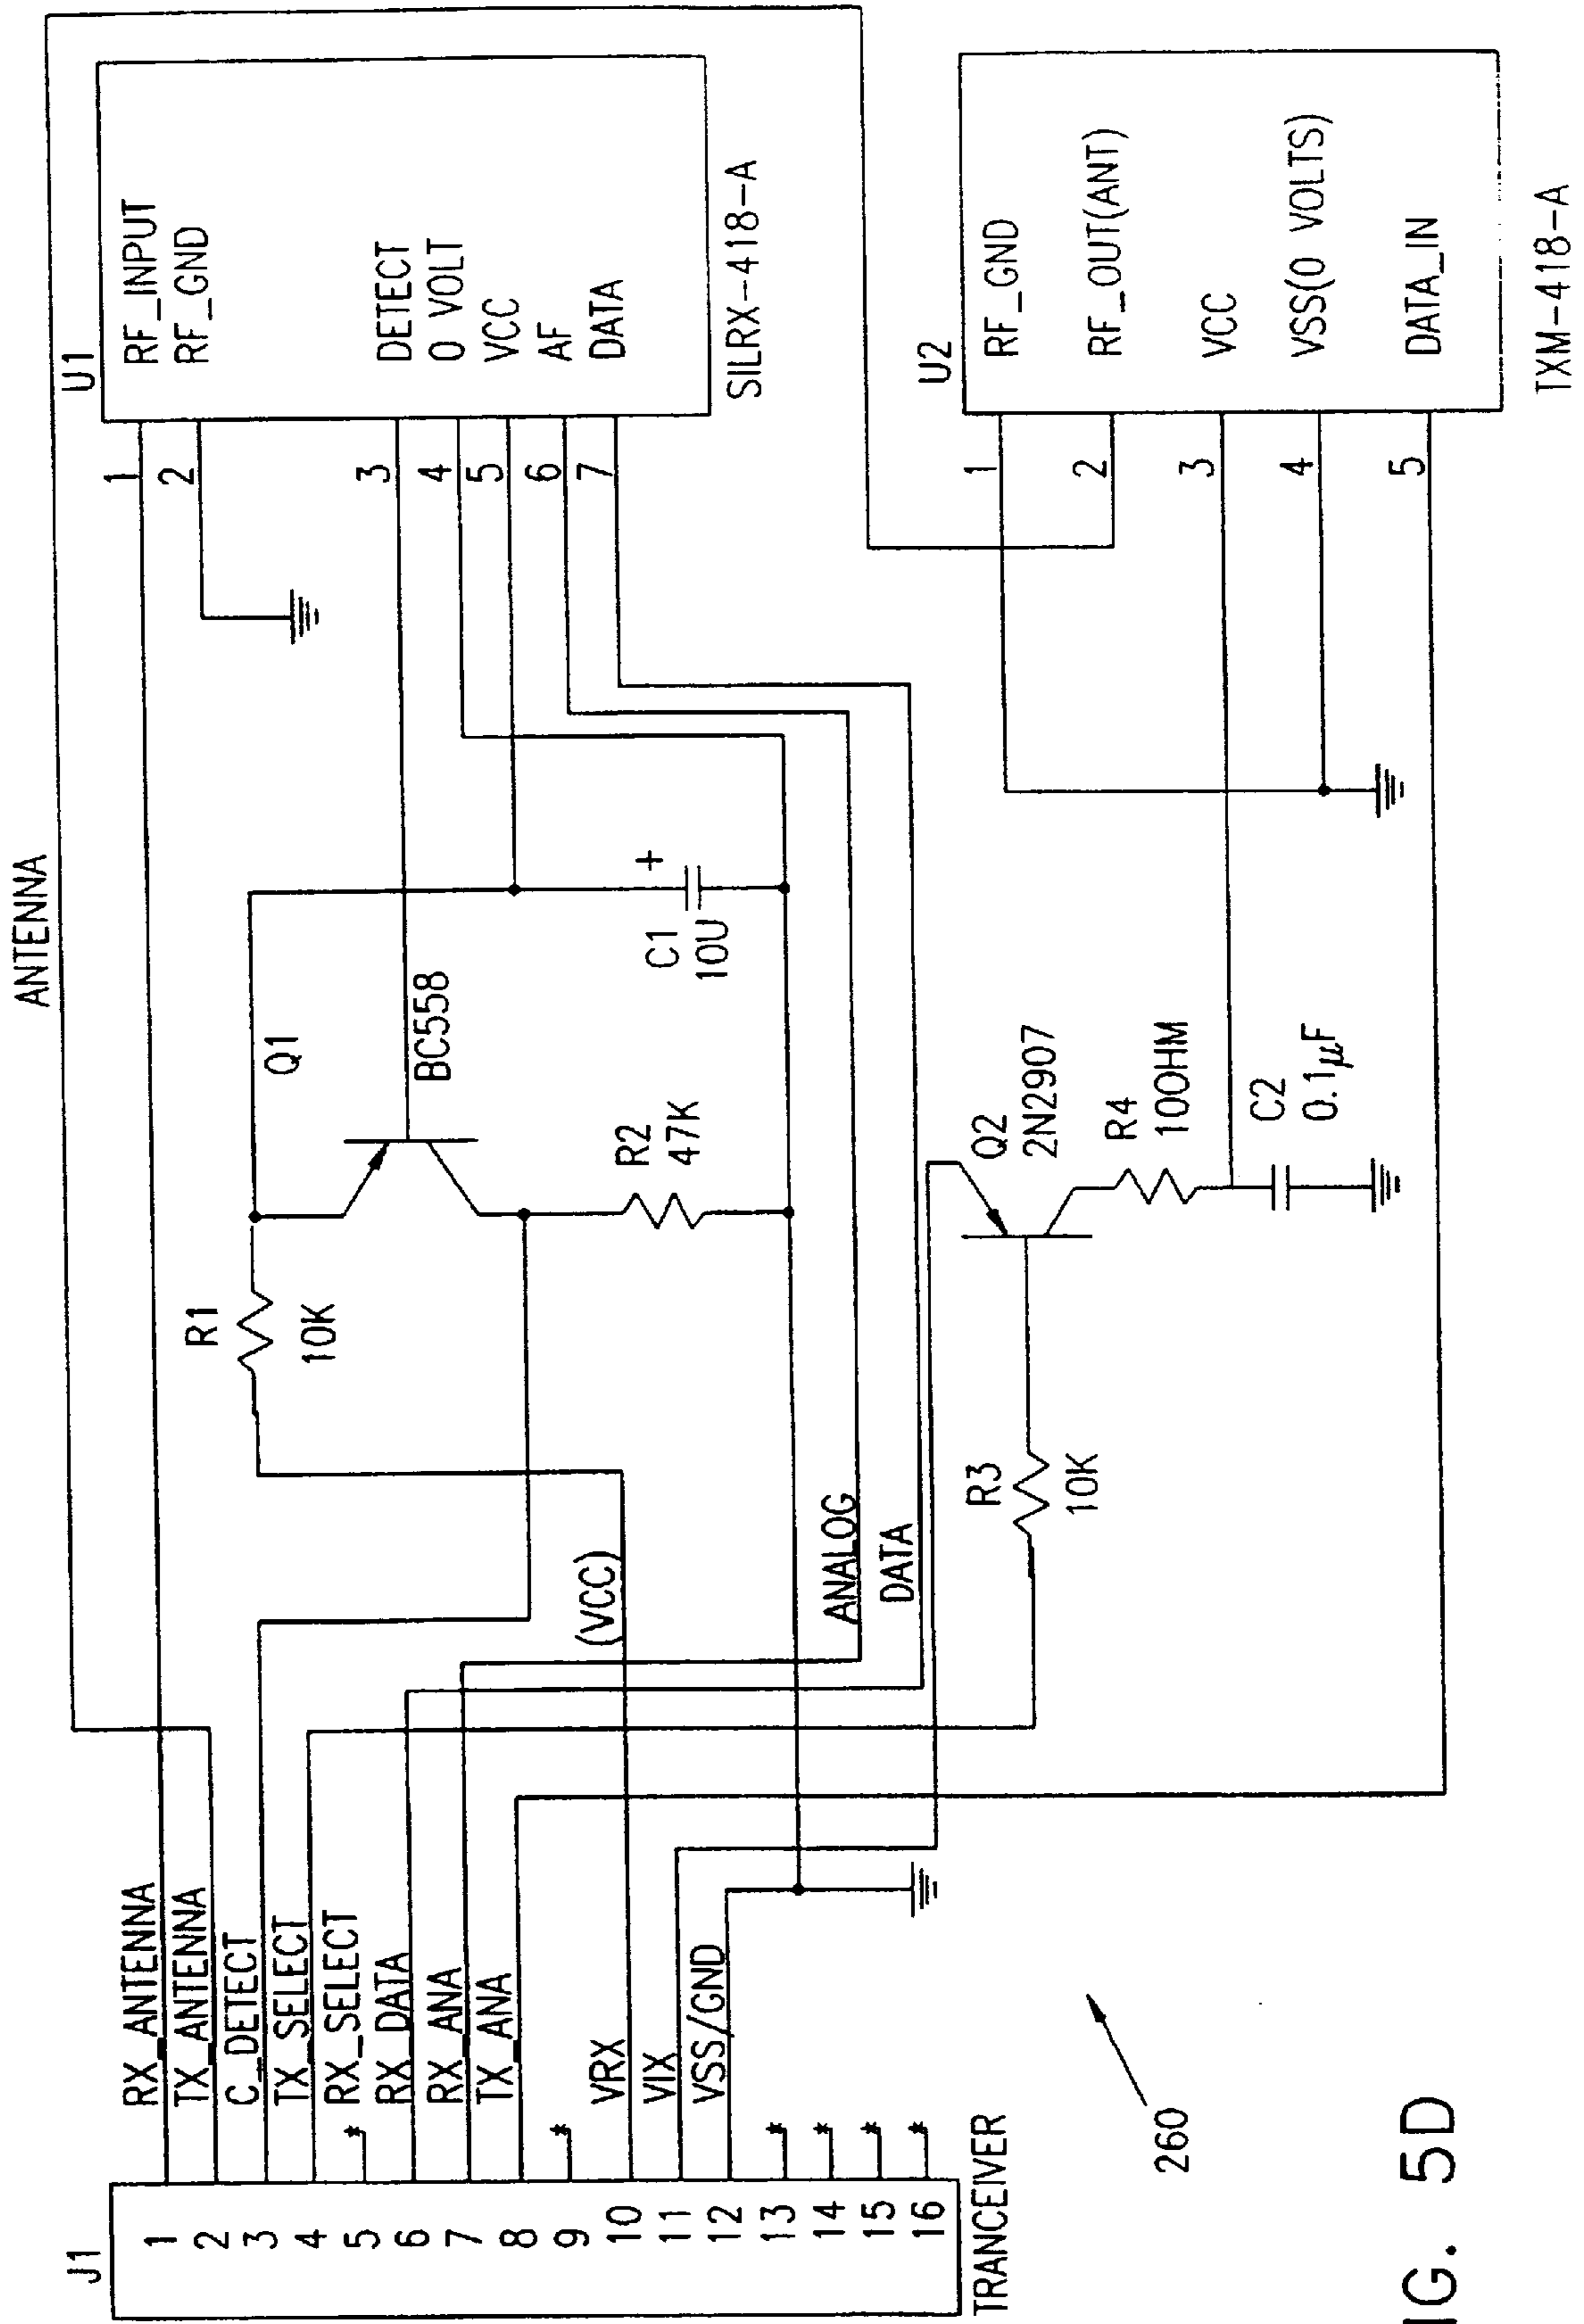 ANTENNA
J1
1
2
3
4
5
6
7
8
9
10
11
12
13
14
15
16
TRANCEIVER
RX_ANTENNA
TX_ANTENNA
C_DETECT
TX_SELECT
* RX_SELECT
RX_DATA
RX_ANA
TX_ANA
*
VRX
VIX
VSS/GND
*
*
*
*
(VCC)
ANALOG
DATA
R1
10K
Q1
BC558
R2
47K
C1
10U
+
U1
1 RF_INPUT
2 RF_GND
3 DETECT
4 0 VOLT
5 VCC
6 AF
7 DATA
SILRX-418-A
R3
10K
Q2
2N2907
R4
10OHM
C2
0.1μF
U2
1 RF_GND
2 RF_OUT(ANT)
3 VCC
4 VSS(0 VOLTS)
5 DATA_IN
TXM-418-A
260
IG. 5D